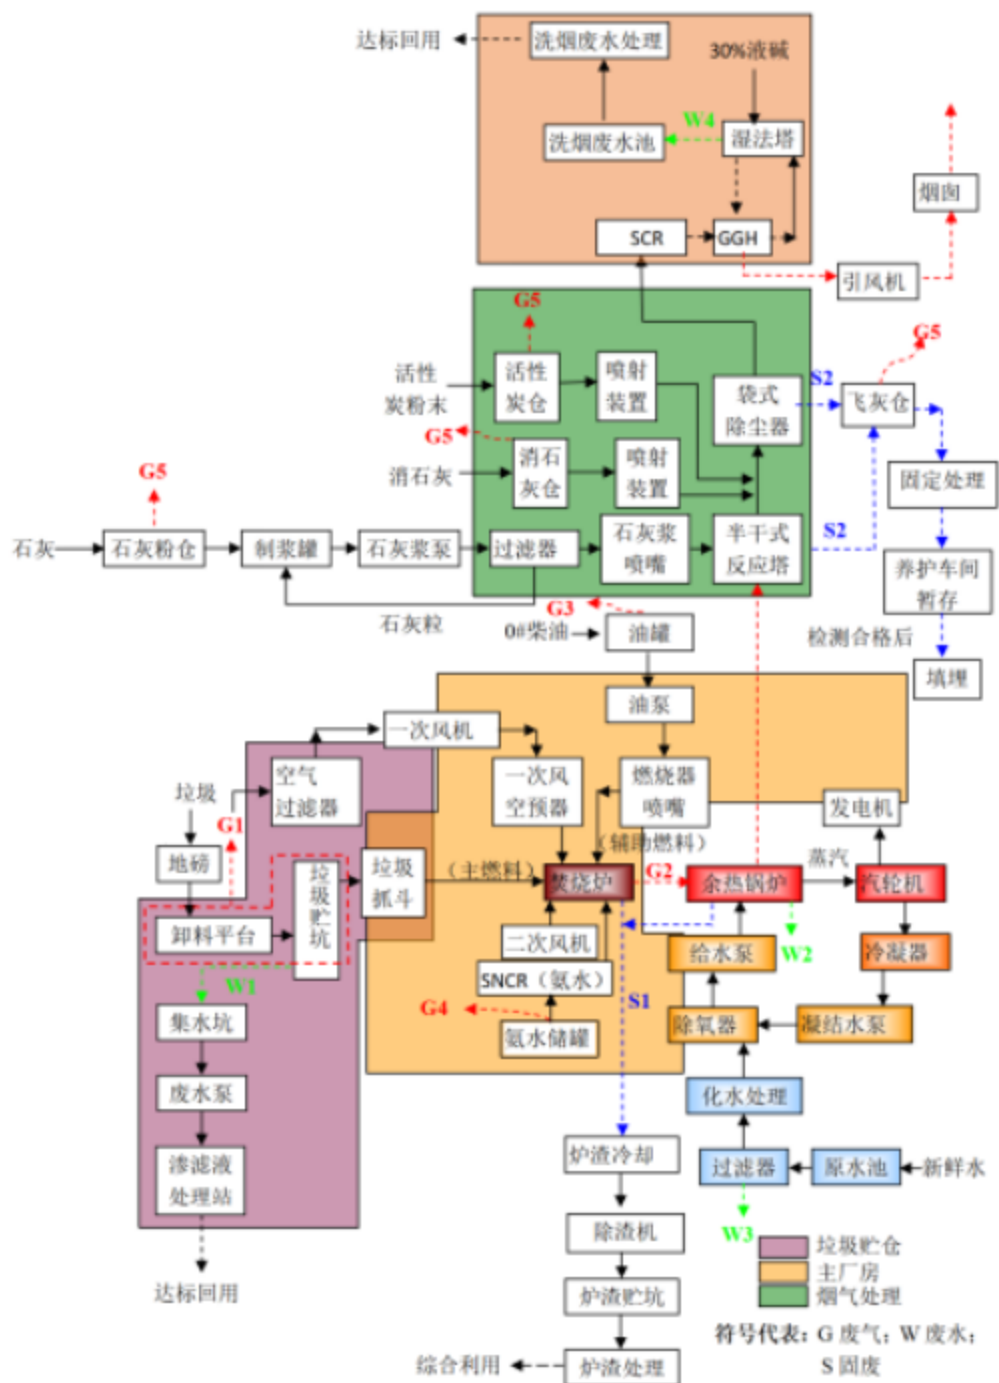 达标回用
洗烟废水处理
30%液碱
洗烟废水池
W4
湿法塔
烟囱
SCR
GGH
引风机
G5
G5
活性
炭粉末
活性
炭仓
喷射
装置
袋式
除尘器
S2
飞灰仓
G5
消石灰
消石
灰仓
喷射
装置
固定处理
G5
石灰
石灰粉仓
制浆罐
石灰浆泵
过滤器
石灰浆
喷嘴
半干式
反应塔
S2
养护车间
暂存
石灰粒
G3
0#柴油
油罐
检测合格后
填埋
油泵
一次风机
空气
过滤器
一次风
空预器
燃烧器
喷嘴
发电机
垃圾
G1
（辅助燃料）
地磅
垃圾贮坑
垃圾
抓斗
（主燃料）
焚烧炉
G2
余热锅炉
蒸汽
汽轮机
卸料平台
二次风机
给水泵
W2
冷凝器
W1
SNCR（氨水）
S1
集水坑
G4
氨水储罐
除氧器
凝结水泵
废水泵
化水处理
渗滤液
处理站
炉渣冷却
过滤器
原水池
新鲜水
除渣机
W3
垃圾贮仓
达标回用
主厂房
炉渣贮坑
烟气处理
符号代表：G 废气；W 废水；
S 固废
综合利用
炉渣处理